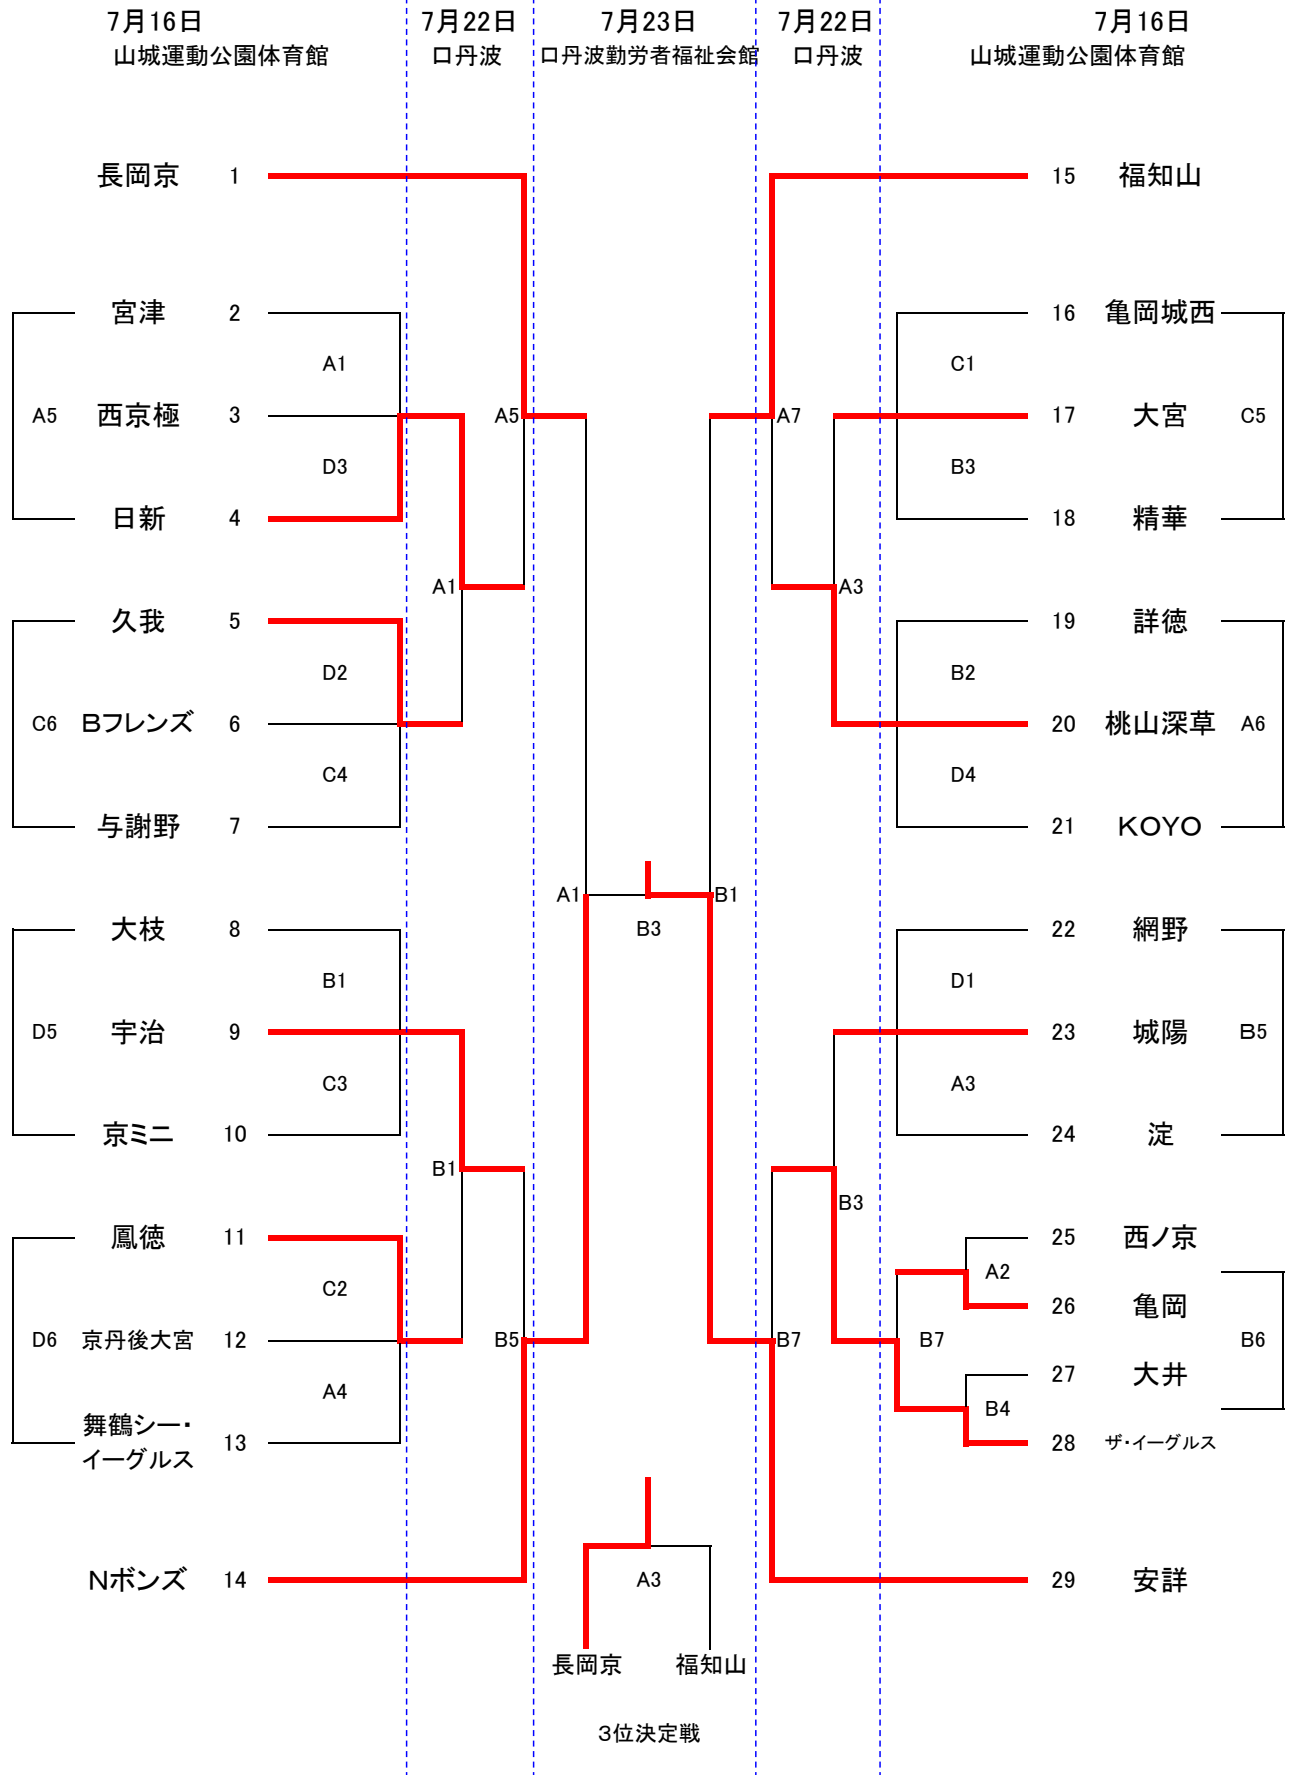 7月16日 7月22日 7月23日 7月22日 7月16日
山城運動公園体育館 口丹波 口丹波勤労者福祉会館 口丹波 山城運動公園体育館
長岡京 1 15 福知山
宮津 2 16 亀岡城西
A1 C1
A5 西京極 3 A5 A7 17 大宮 C5
D3 B3
日新 4 18 精華
A1 A3
久我 5 19 詳徳
D2 B2
C6 Bフレンズ 6 20 桃山深草 A6
C4 D4
与謝野 7 21 KOYO
A1 B1
大枝 8 B3 22 網野
B1 D1
D5 宇治 9 23 城陽 B5
C3 A3
京ミニ 10 24 淀
B1
B3
鳳徳 11 25 西ノ京
C2 A2
26 亀岡
D6 京丹後大宮 12 B5 B7 B7 B6
27 大井
A4 B4
舞鶴シー・
イーグルス 13 28 ザ・イーグルス
Nボンズ 14 A3 29 安詳
長岡京 福知山
3位決定戦